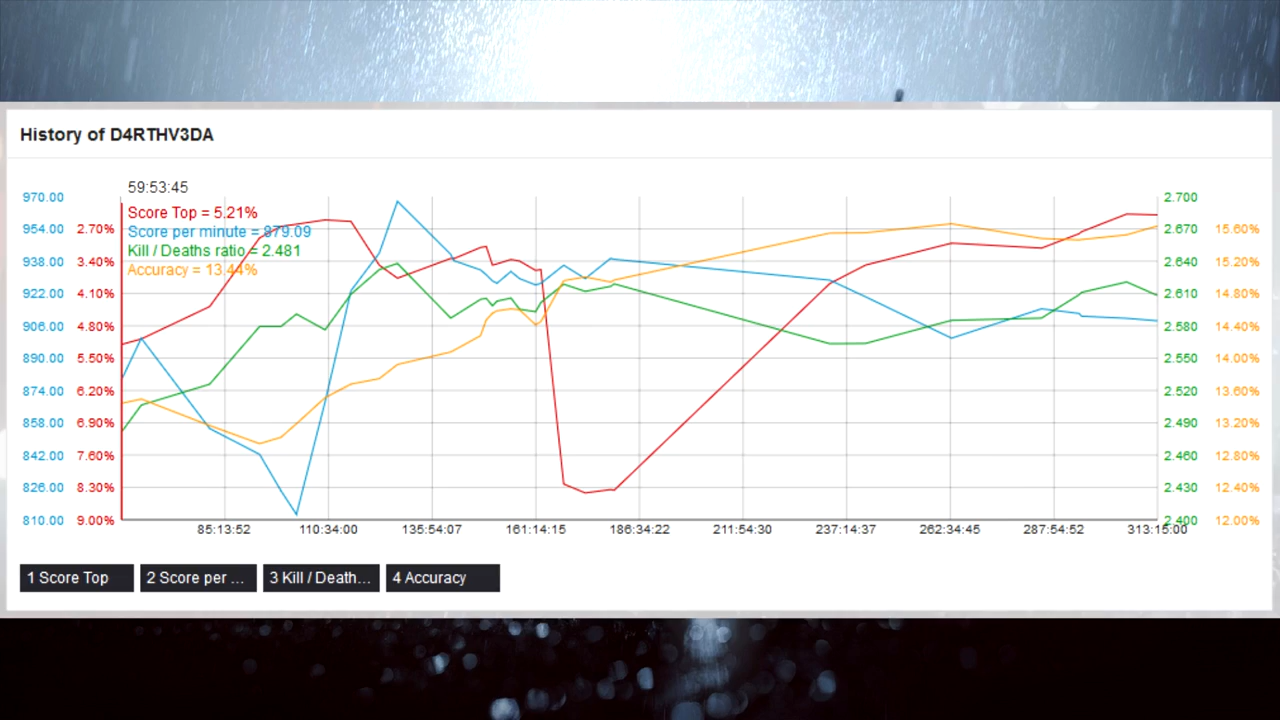 History of D4RTHV3DA
59:53:45
970.00 2.700
Score Top = 5.21%
954.00 2.70% Score per minute = 879.09 2.670 15.60%
Kill / Deaths ratio = 2.481
938.00 3.40% Accuracy = 13.44% 2.640 15.20%
922.00 4.10% 2.610 14.80%
906.00 4.80% 2.580 14.40%
890.00 5.50% 2.550 14.00%
874.00 6.20% 2.520 13.60%
858.00 6.90% 2.490 13.20%
842.00 7.60% 2.460 12.80%
826.00 8.30% 2.430 12.40%
810.00 9.00% 2.400 12.00%
85:13:52 110:34:00 135:54:07 161:14:15 186:34:22 211:54:30 237:14:37 262:34:45 287:54:52 313:15:00
1 Score Top 2 Score per ... 3 Kill / Death... 4 Accuracy